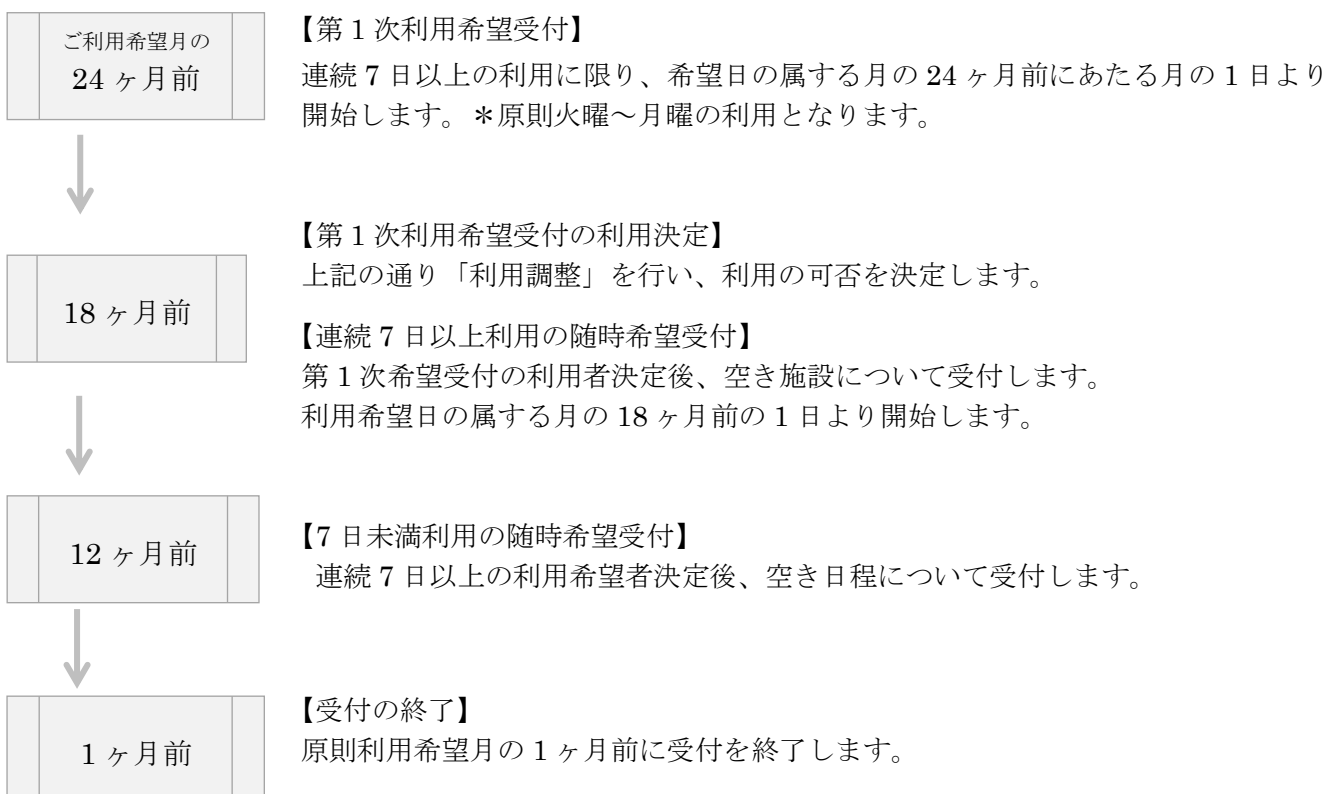 ご利用希望月の
24 ヶ月前
【第 1 次利用希望受付】
連続 7 日以上の利用に限り、希望日の属する月の 24 ヶ月前にあたる月の 1 日より
開始します。＊原則火曜～月曜の利用となります。
18 ヶ月前
【第 1 次利用希望受付の利用決定】
上記の通り「利用調整」を行い、利用の可否を決定します。
【連続 7 日以上利用の随時希望受付】
第 1 次希望受付の利用者決定後、空き施設について受付します。
利用希望日の属する月の 18 ヶ月前の 1 日より開始します。
12 ヶ月前
【7 日未満利用の随時希望受付】
連続 7 日以上の利用希望者決定後、空き日程について受付します。
1 ヶ月前
【受付の終了】
原則利用希望月の 1 ヶ月前に受付を終了します。